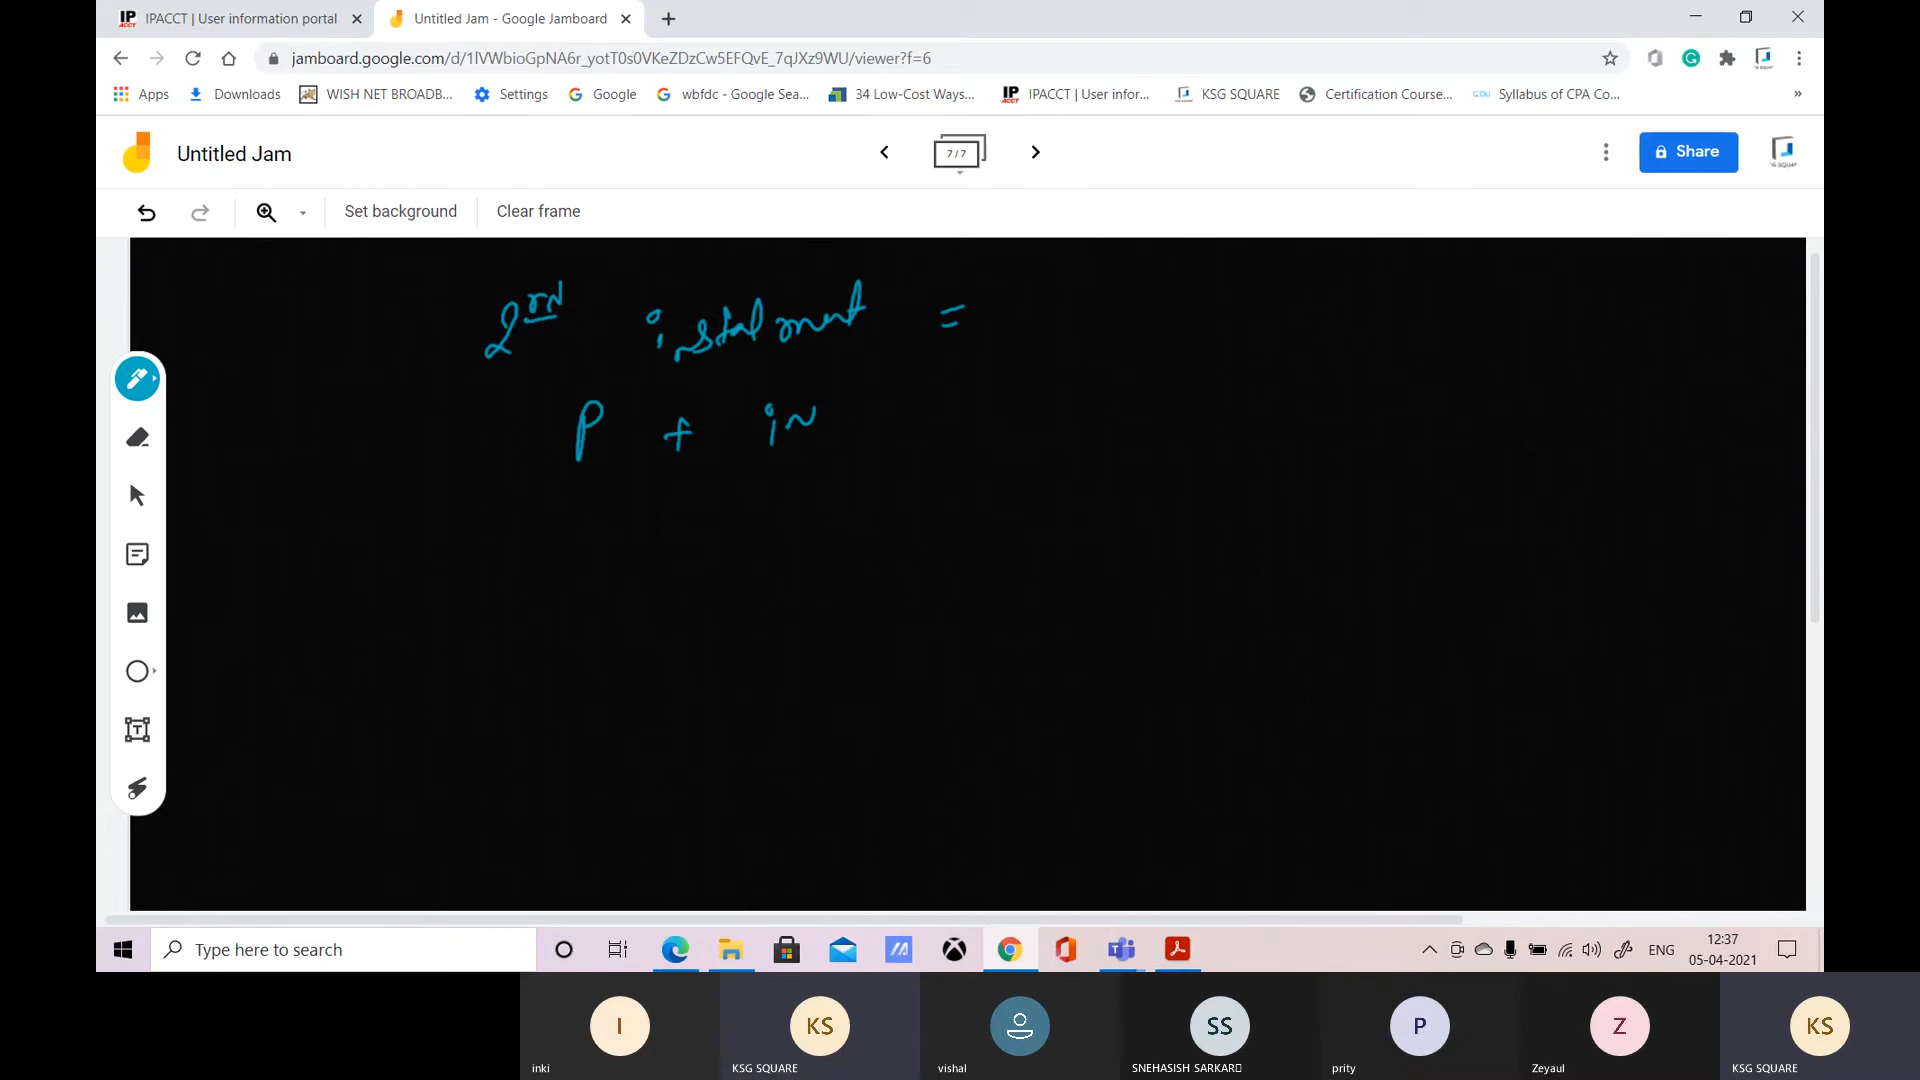 IPACCT | User information portal
Untitled Jam - Google Jamboard
jamboard.google.com/d/1lVWbioGpNA6r_yotT0s0VKeZDzCw5EFQvE_7qJXz9WU/viewer?f=6
Apps Downloads WISH NET BROADB... Settings Google wbfdc - Google Sea... 34 Low-Cost Ways... IPACCT | User infor... KSG SQUARE Certification Course... Syllabus of CPA Co... »
Untitled Jam
7 / 7
Share
Set background Clear frame
2nd instalment =
P + in
Type here to search
ENG
12:37
05-04-2021
I KS SS P Z KS
inki KSG SQUARE vishal SNEHASISH SARKAR prity Zeyaul KSG SQUARE